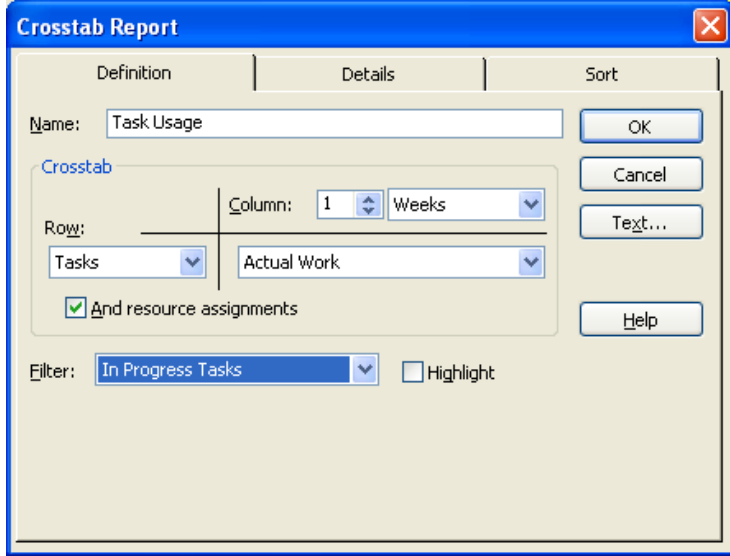 Crosstab Report
Definition Details Sort
Name: Task Usage OK
Crosstab Cancel
Column: 1 Weeks Text...
Row:
Tasks Actual Work
And resource assignments Help
Filter: In Progress Tasks Highlight